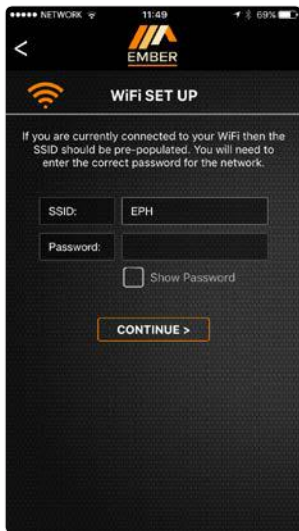 NETWORK 11:49 69%
EMBER
WiFi SET UP
If you are currently connected to your WiFi then the
SSID should be pre-populated. You will need to
enter the correct password for the network.
SSID: EPH
Password:
Show Password
CONTINUE >